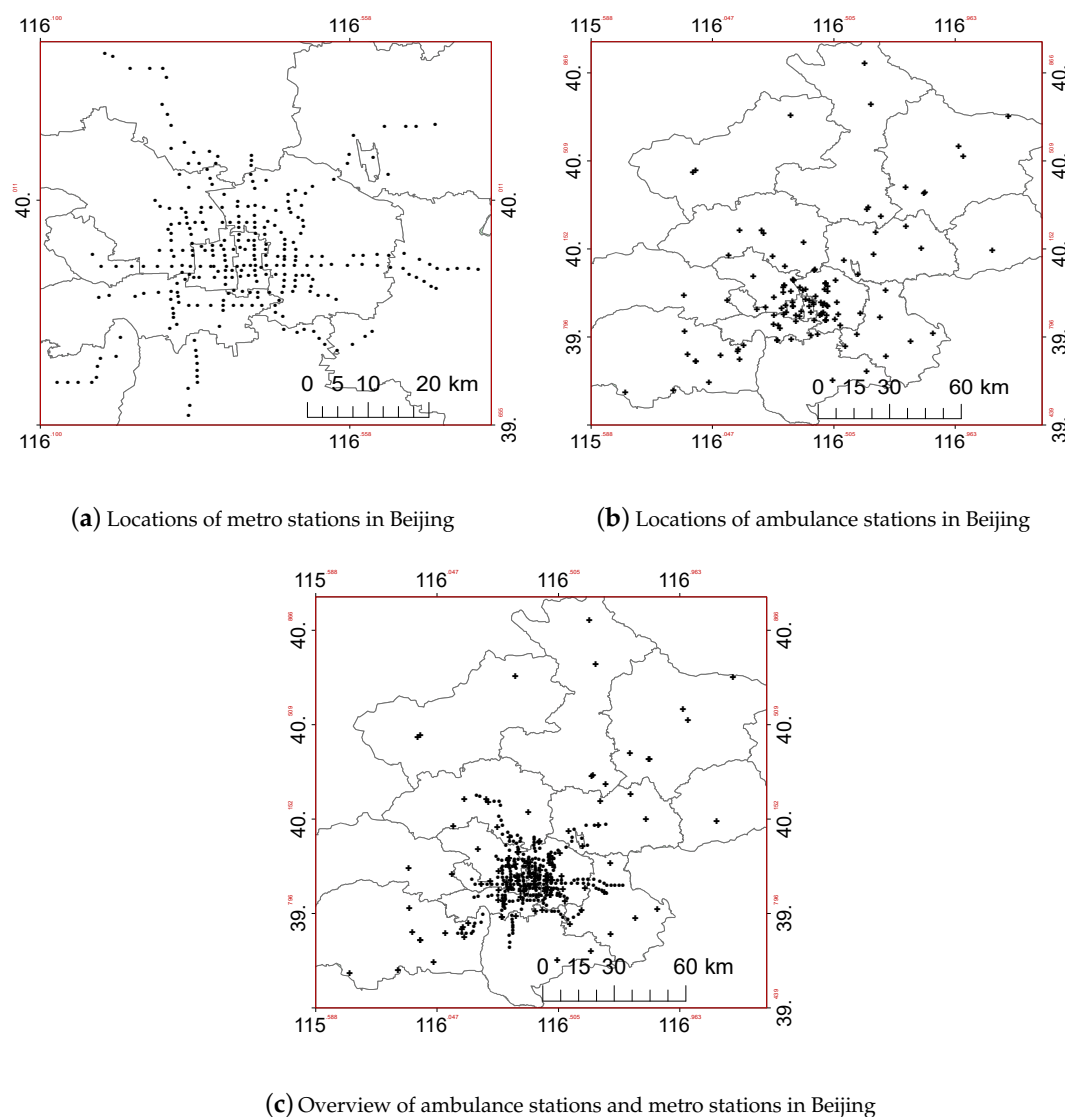 116.100 116.558
40.011 40.011
0 5 10 20 km
39.665
116.100 116.558
(a) Locations of metro stations in Beijing
115.588 116.047 116.505 116.963
40.866 40.866
40.509 40.509
40.152 40.152
39.796 39.796
0 15 30 60 km
39.439
115.588 116.047 116.505 116.963
(b) Locations of ambulance stations in Beijing
115.588 116.047 116.505 116.963
40.866 40.866
40.509 40.509
40.152 40.152
39.796 39.796
0 15 30 60 km
39.439
115.588 116.047 116.505 116.963
(c) Overview of ambulance stations and metro stations in Beijing